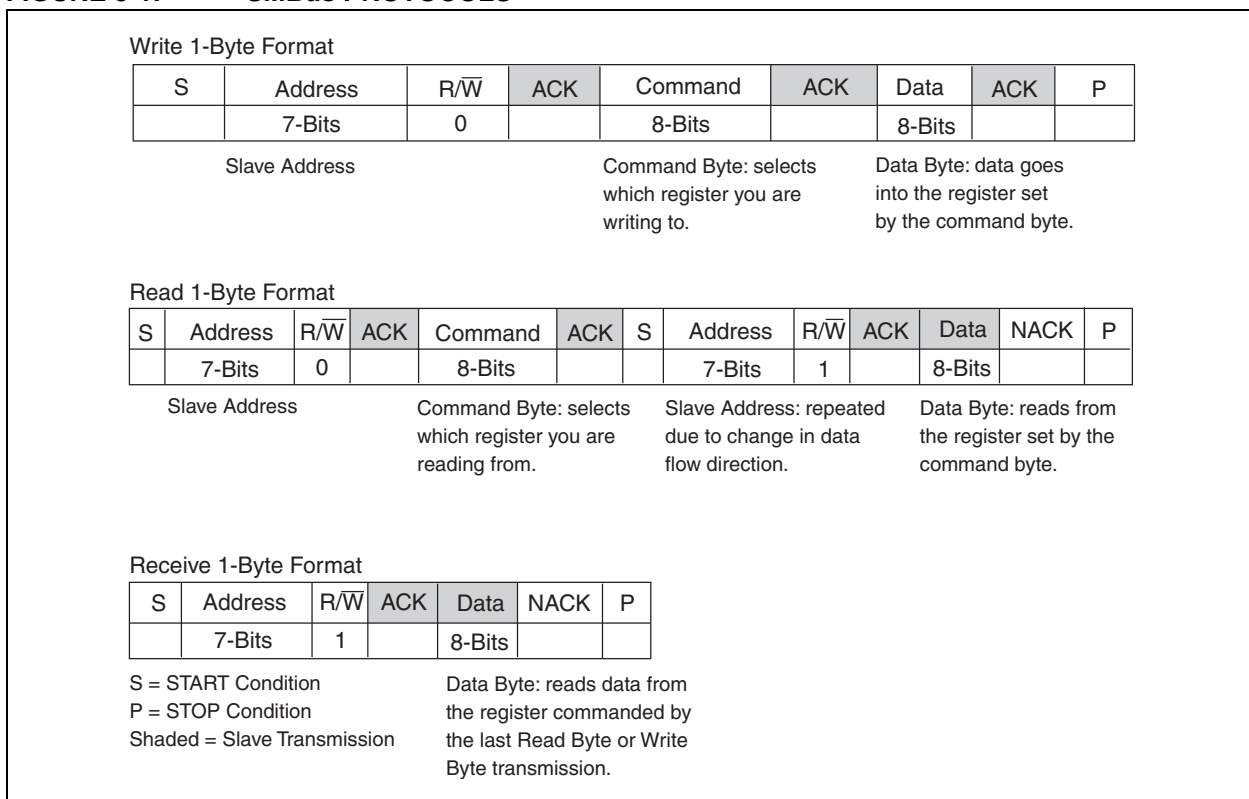 Write 1-Byte Format
S Address R/W̅ ACK Command ACK Data ACK P
7-Bits 0 8-Bits 8-Bits
Slave Address
Command Byte: selects
which register you are
writing to.
Data Byte: data goes
into the register set
by the command byte.
Read 1-Byte Format
S Address R/W̅ ACK Command ACK S Address R/W̅ ACK Data NACK P
7-Bits 0 8-Bits 7-Bits 1 8-Bits
Slave Address
Command Byte: selects
which register you are
reading from.
Slave Address: repeated
due to change in data
flow direction.
Data Byte: reads from
the register set by the
command byte.
Receive 1-Byte Format
S Address R/W̅ ACK Data NACK P
7-Bits 1 8-Bits
S = START Condition
P = STOP Condition
Shaded = Slave Transmission
Data Byte: reads data from
the register commanded by
the last Read Byte or Write
Byte transmission.